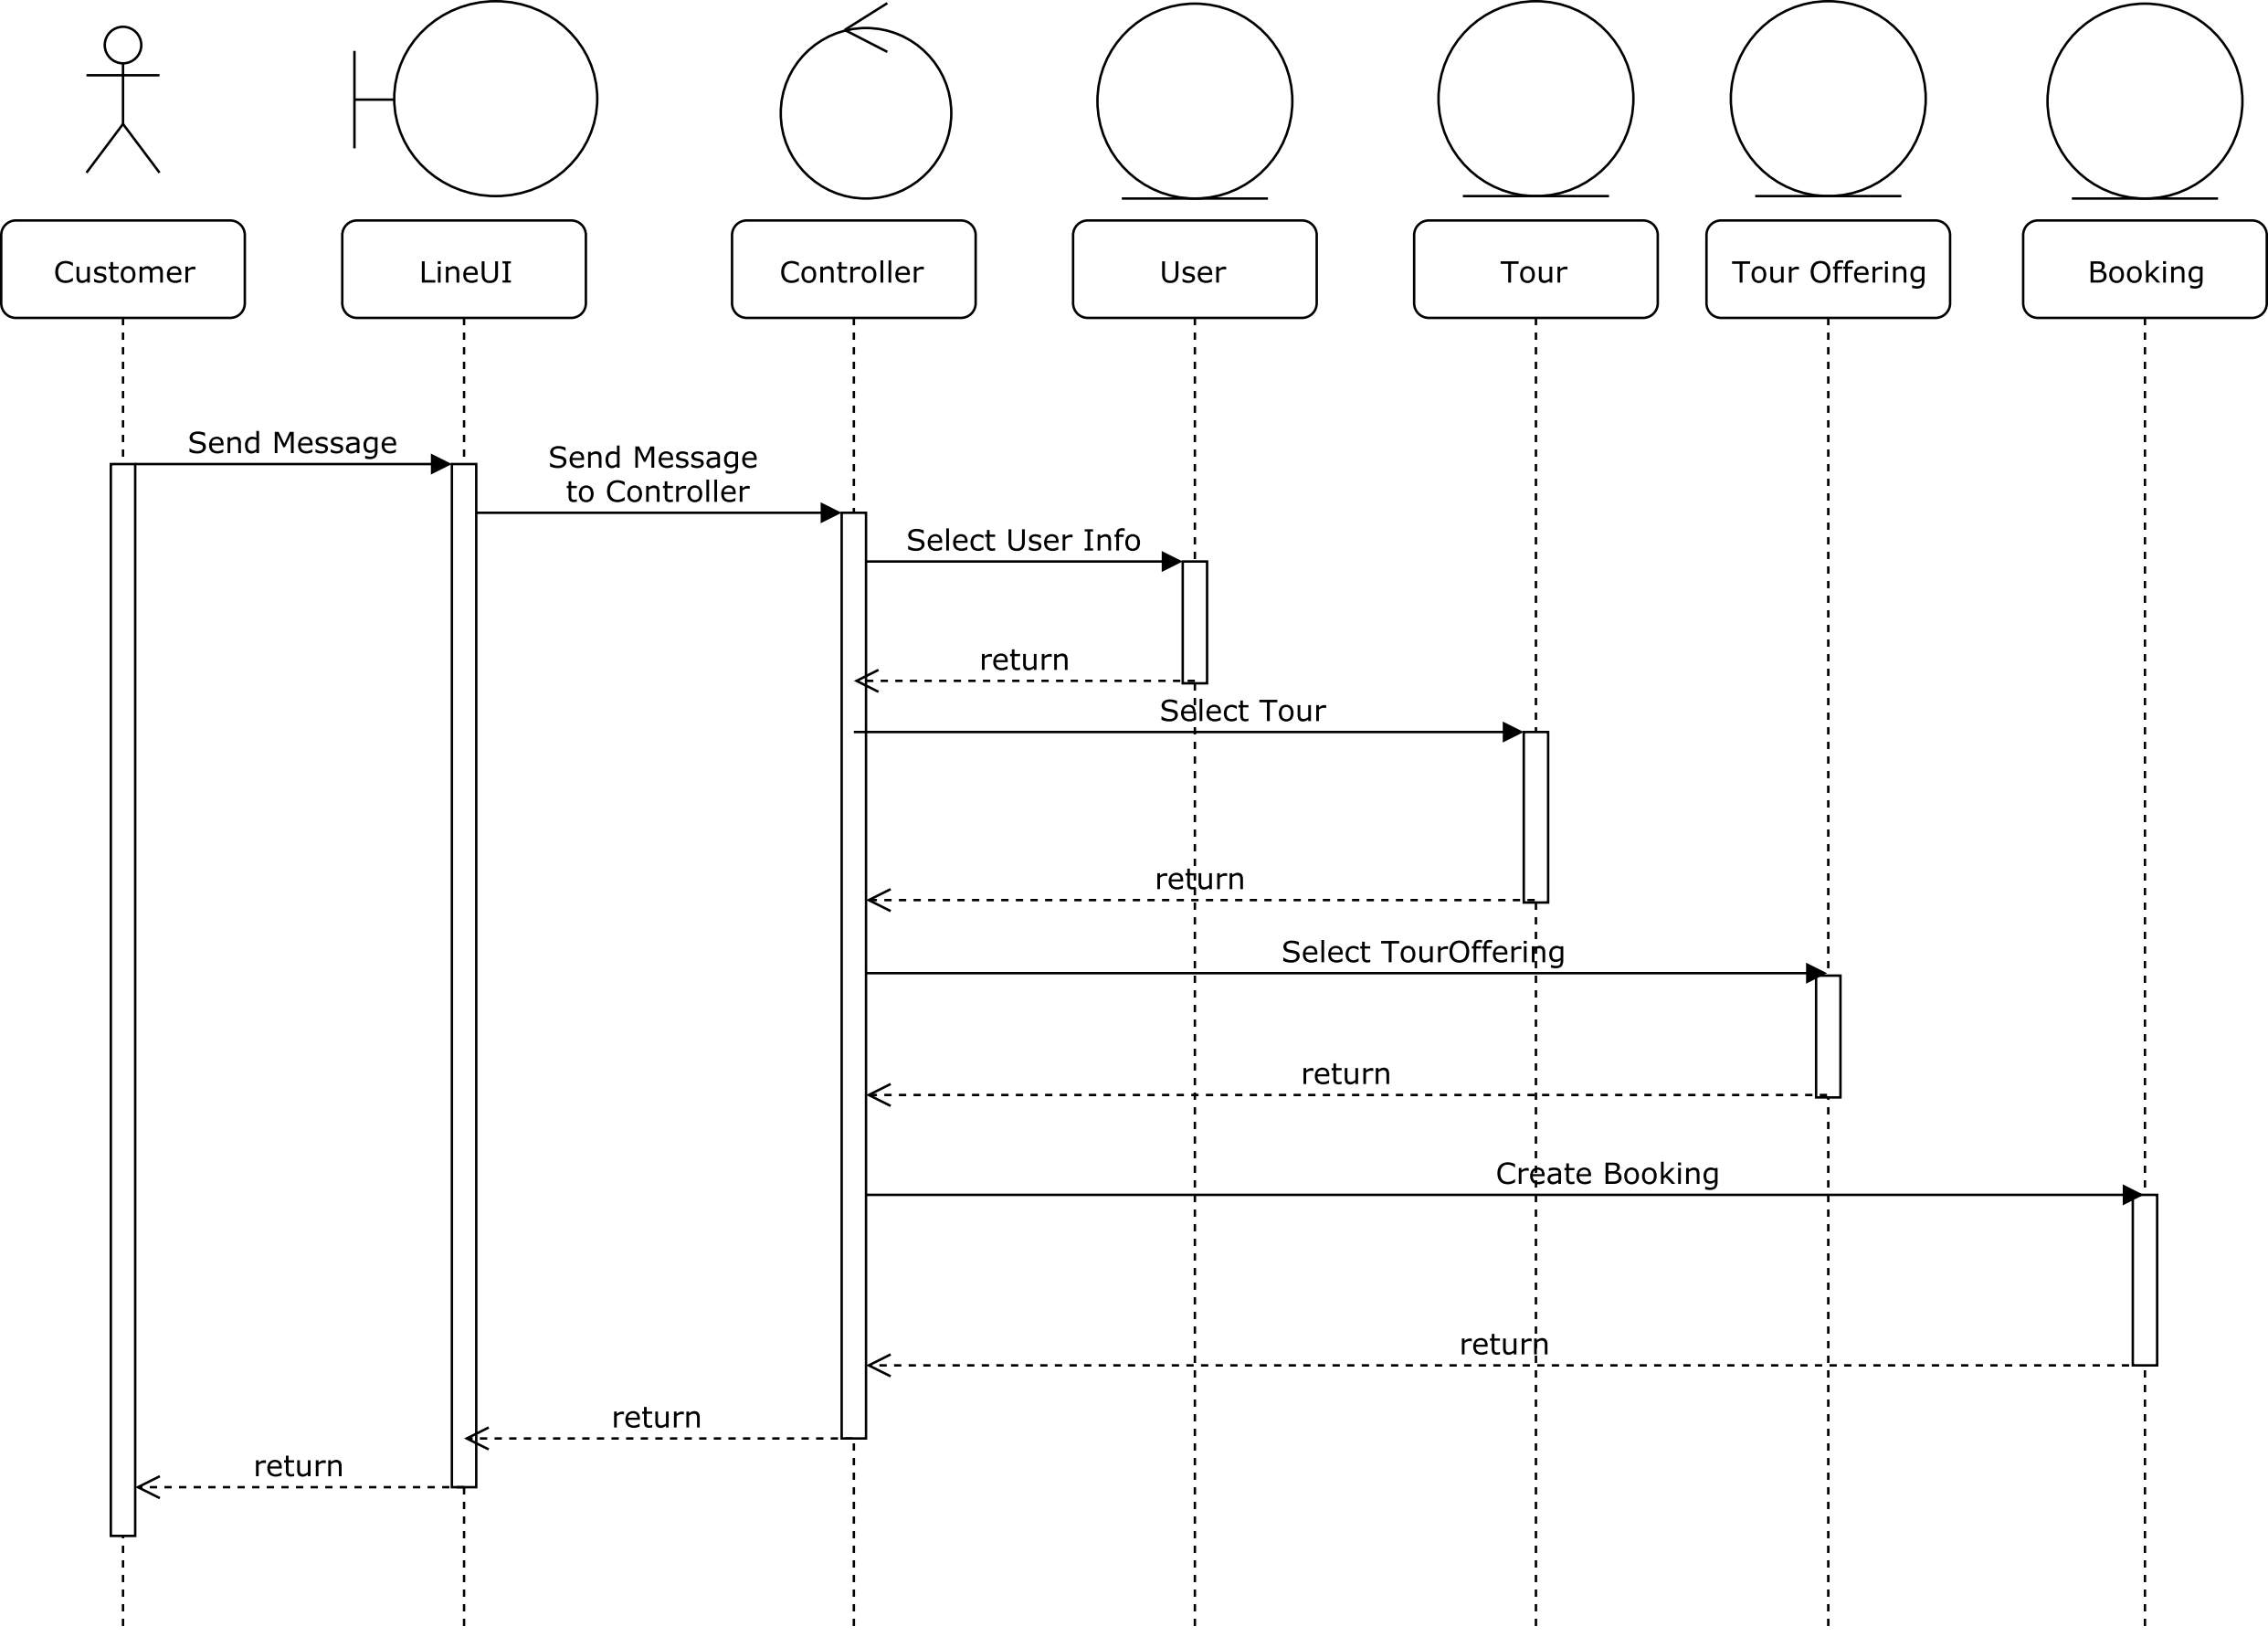 Customer
LineUI
Controller
User
Tour
Tour Offering
Booking
Send Message
Send Message
to Controller
Select User Info
return
Select Tour
return
Select TourOffering
return
Create Booking
return
return
return